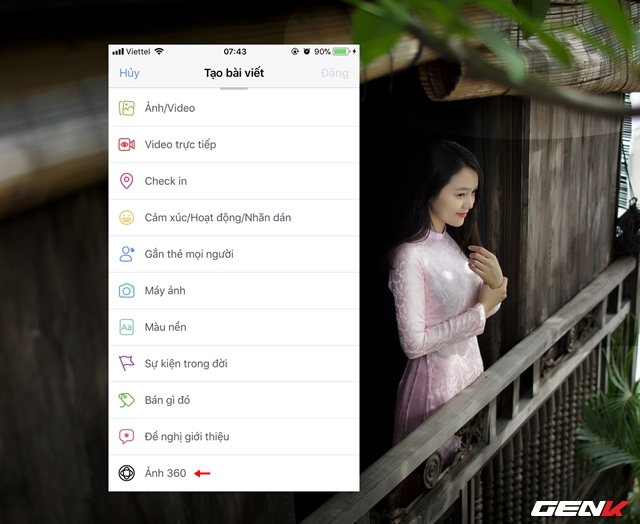 Viettel 07:43 90%
Hủy Tạo bài viết Đăng
Ảnh/Video
Video trực tiếp
Check in
Cảm xúc/Hoạt động/Nhãn dán
Gắn thẻ mọi người
Máy ảnh
Aa Màu nền
Sự kiện trong đời
Bán gì đó
Đề nghị giới thiệu
Ảnh 360
GENK